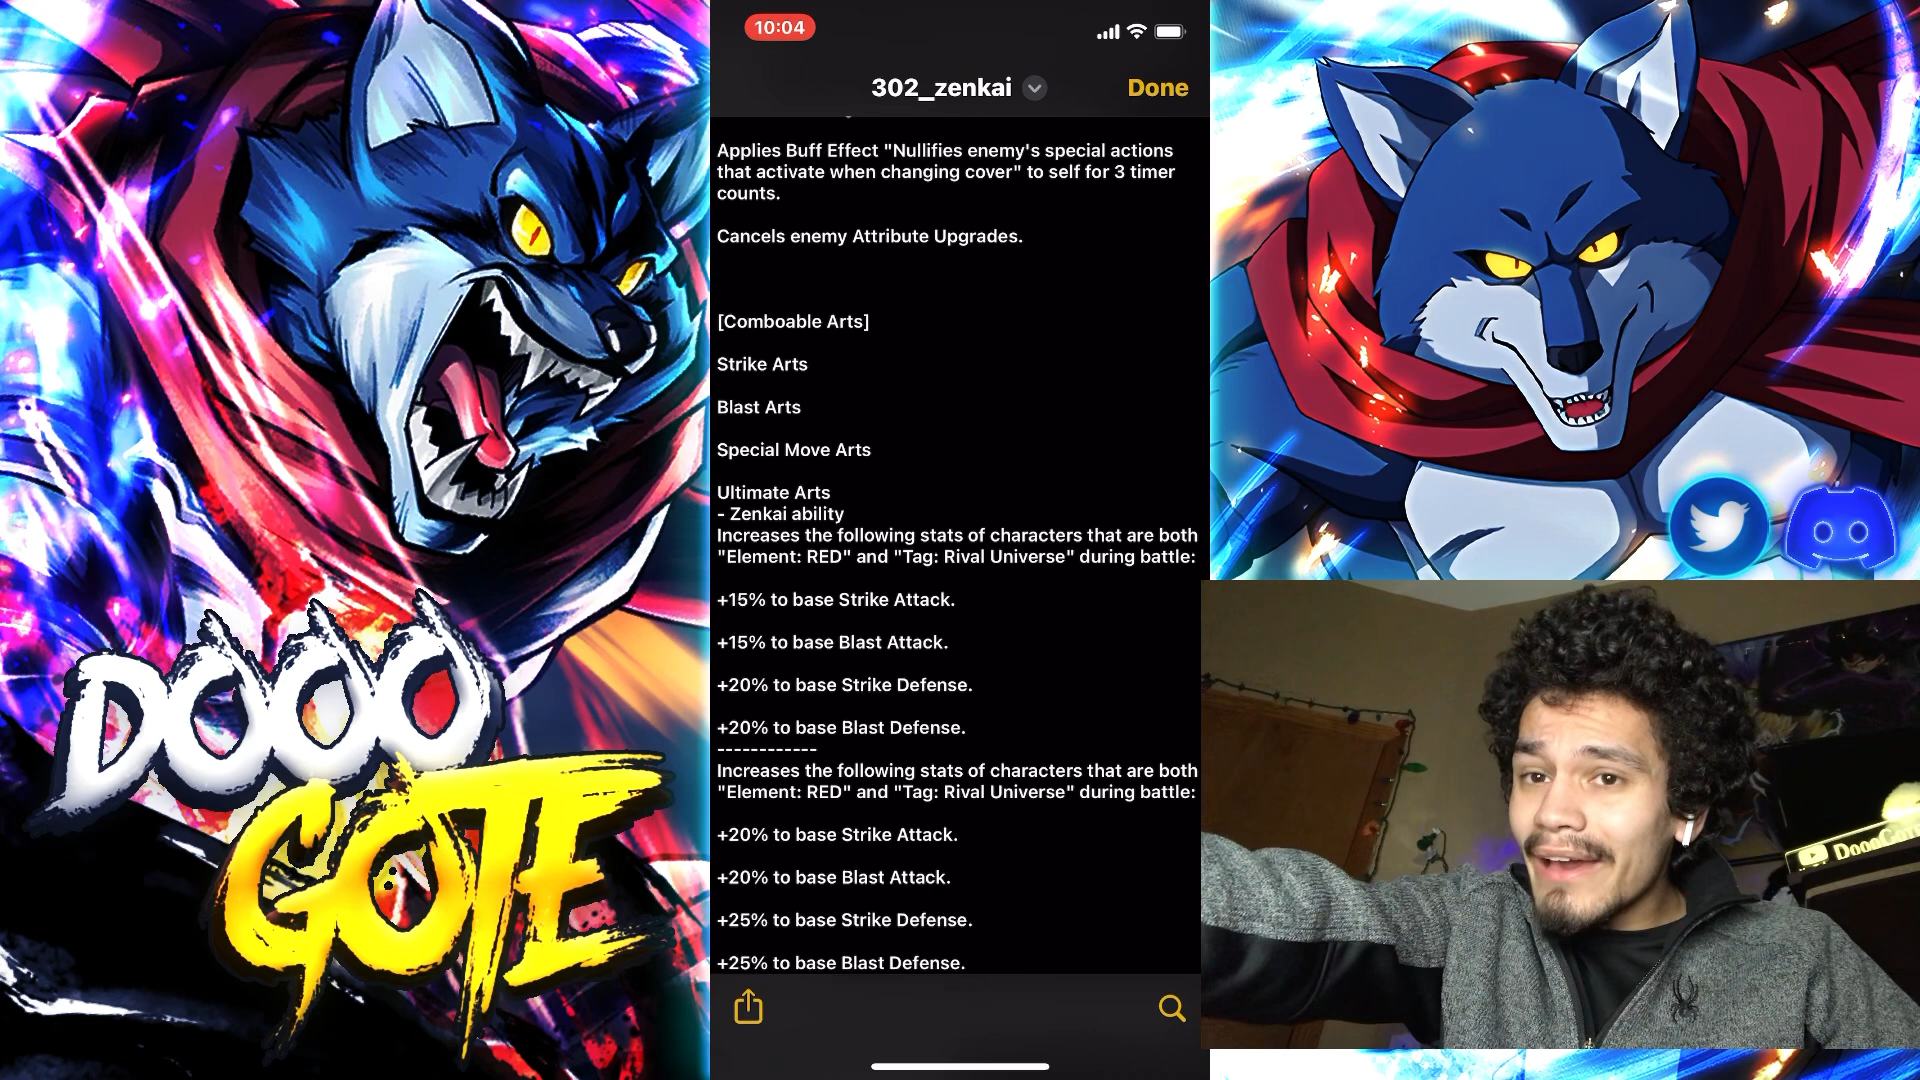 10:04
302_zenkai
Done
Applies Buff Effect "Nullifies enemy's special actions
that activate when changing cover" to self for 3 timer
counts.
Cancels enemy Attribute Upgrades.
[Comboable Arts]
Strike Arts
Blast Arts
Special Move Arts
Ultimate Arts
- Zenkai ability
Increases the following stats of characters that are both
"Element: RED" and "Tag: Rival Universe" during battle:
+15% to base Strike Attack.
+15% to base Blast Attack.
+20% to base Strike Defense.
+20% to base Blast Defense.
------------
Increases the following stats of characters that are both
"Element: RED" and "Tag: Rival Universe" during battle:
+20% to base Strike Attack.
+20% to base Blast Attack.
+25% to base Strike Defense.
+25% to base Blast Defense.
DOOO
GOTE
DoooGot